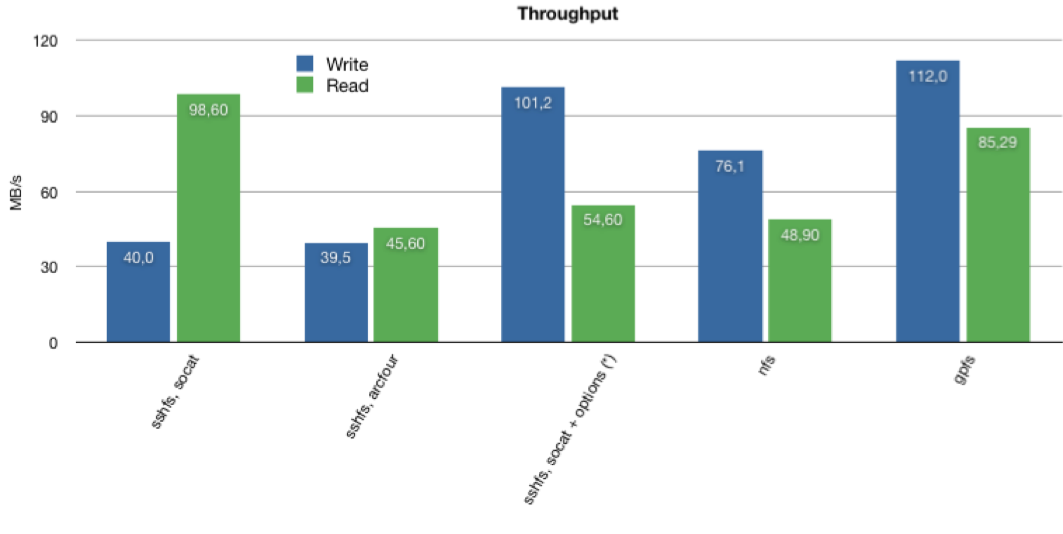 Throughput
120
90
60
30
0
MB/s
Write
Read
40,0
98,60
39,5
45,60
101,2
54,60
76,1
48,90
112,0
85,29
sshfs, socat
sshfs, arcfour
sshfs, socat + options (*)
nfs
gpfs